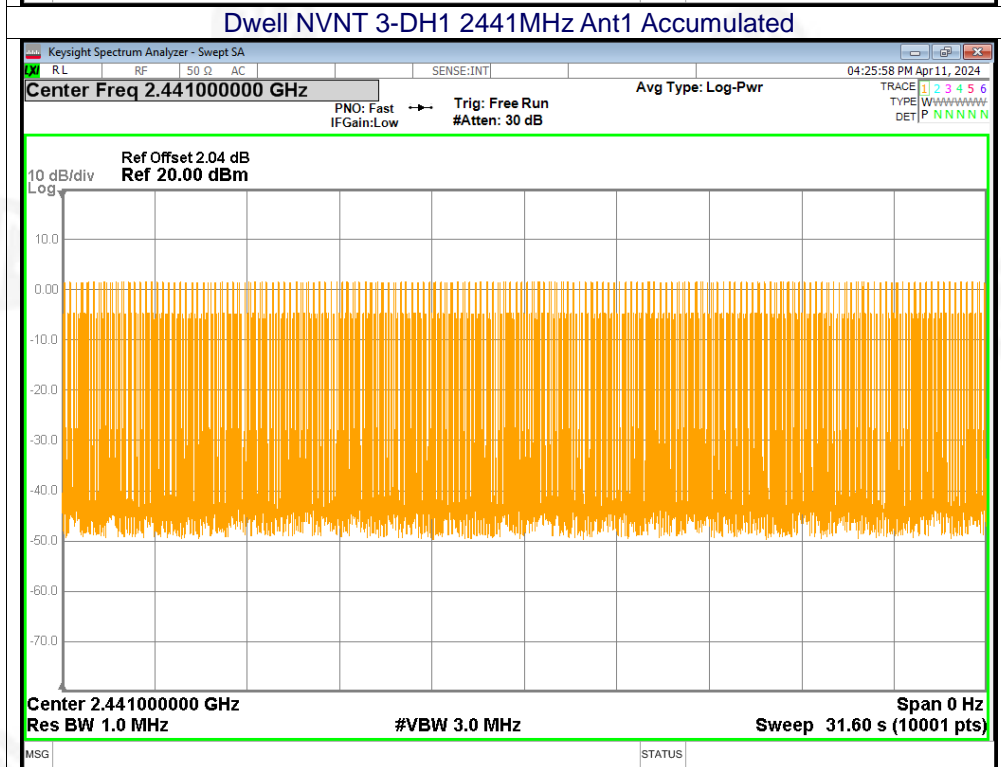 Dwell NVNT 3-DH1 2441MHz Ant1 Accumulated
Keysight Spectrum Analyzer - Swept SA
LXI RL RF 50 Ω AC SENSE:INT 04:25:58 PM Apr 11, 2024
Center Freq 2.441000000 GHz Avg Type: Log-Pwr TRACE 1 2 3 4 5 6
PNO: Fast Trig: Free Run TYPE WWWWWW
IFGain:Low #Atten: 30 dB DET P N N N N N
Ref Offset 2.04 dB
10 dB/div Ref 20.00 dBm
Log
10.0
0.00
-10.0
-20.0
-30.0
-40.0
-50.0
-60.0
-70.0
Center 2.441000000 GHz Span 0 Hz
Res BW 1.0 MHz #VBW 3.0 MHz Sweep 31.60 s (10001 pts)
MSG STATUS